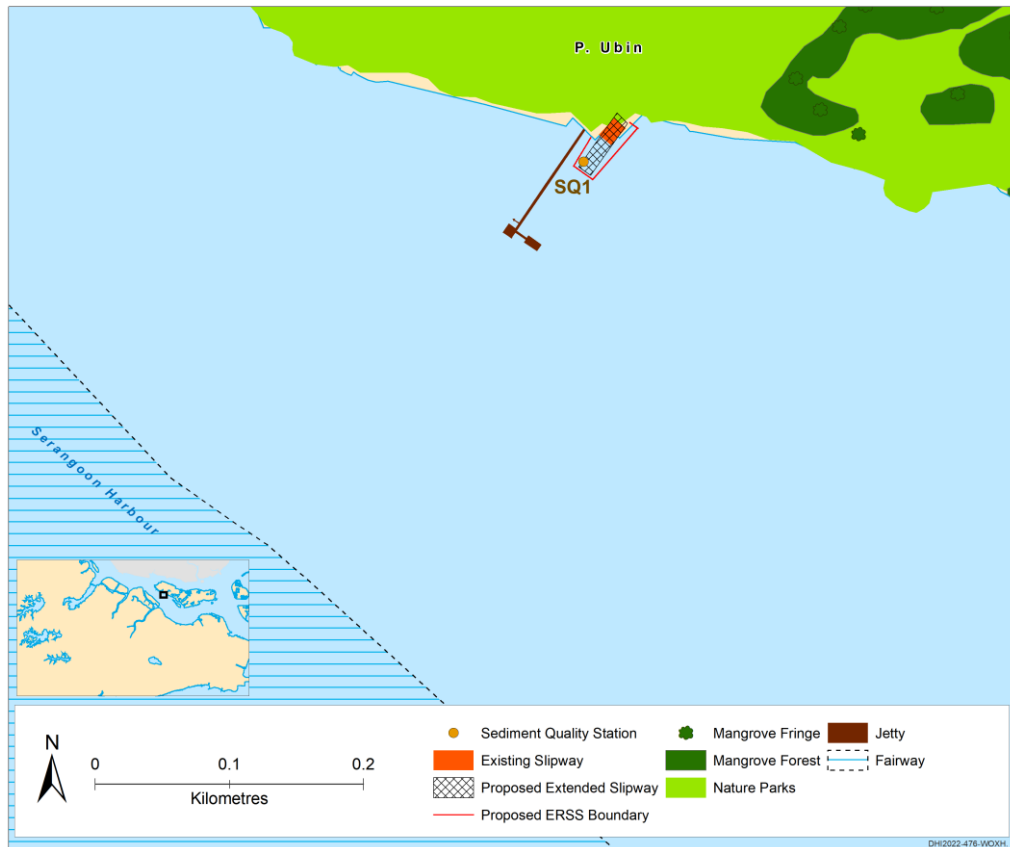 P. Ubin
SQ1
Serangoon Harbour
N
0 0.1 0.2
Kilometres
Sediment Quality Station
Existing Slipway
Proposed Extended Slipway
Proposed ERSS Boundary
Mangrove Fringe
Mangrove Forest
Nature Parks
Jetty
Fairway
DHI2022-476-WOXH.